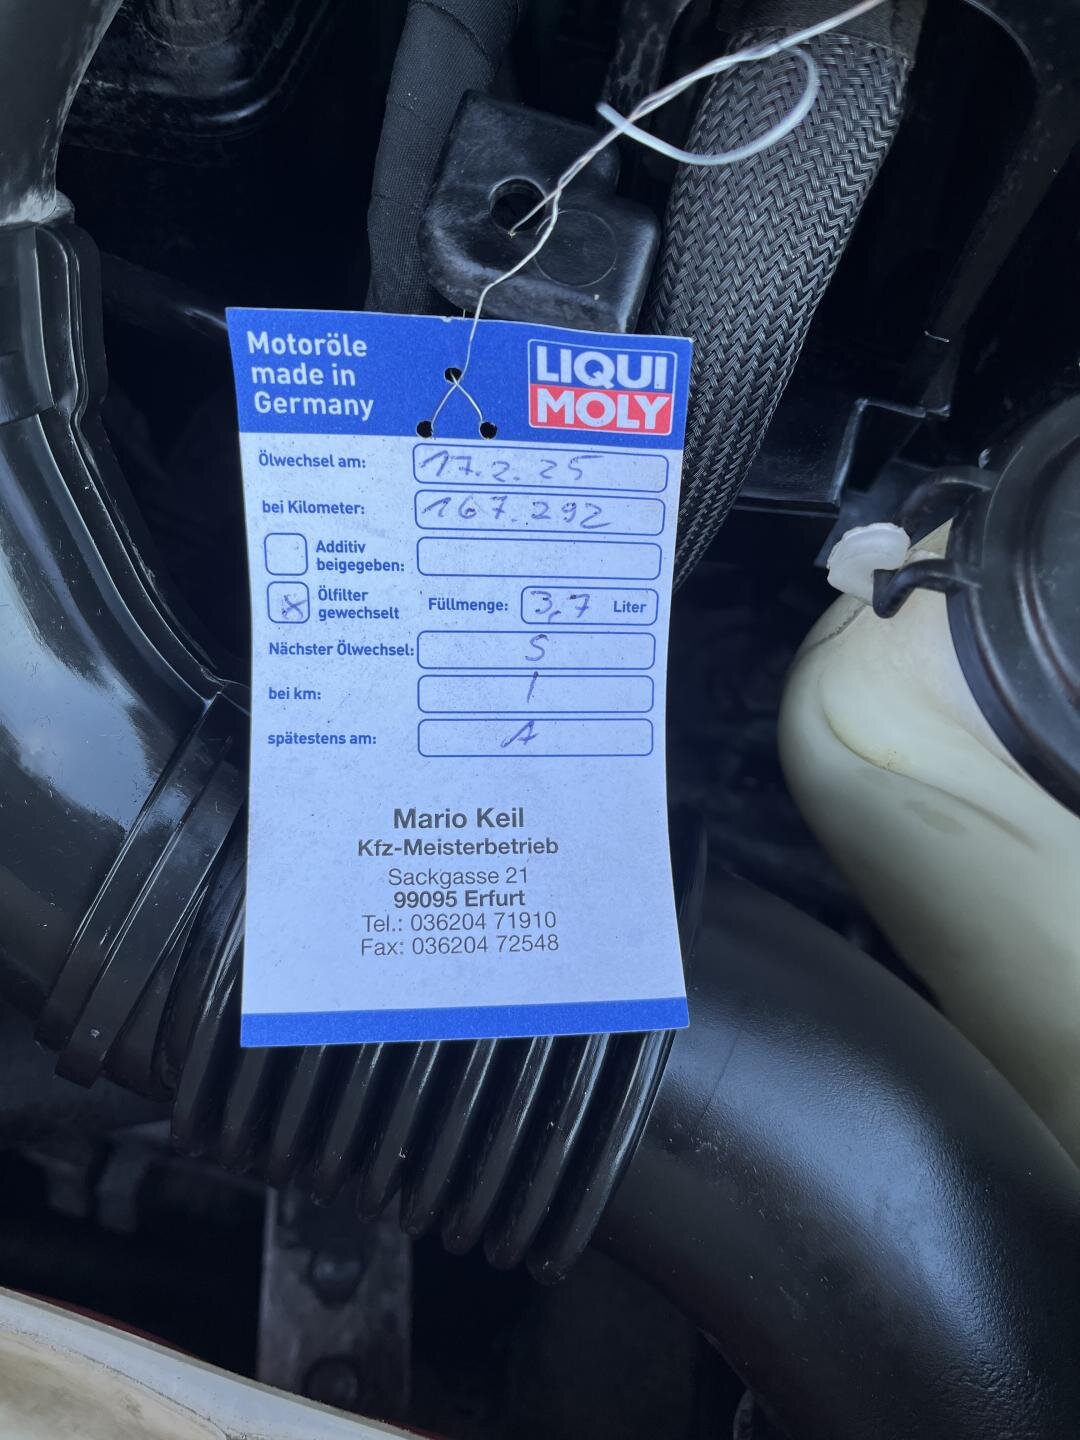 Motoröle
made in
Germany
LIQUI
MOLY
Ölwechsel am: 17.2.25
bei Kilometer: 167.292
Additiv
beigegeben:
x Ölfilter
gewechselt Füllmenge: 3,7 Liter
Nächster Ölwechsel: S
bei km: I
spätestens am: A
Mario Keil
Kfz-Meisterbetrieb
Sackgasse 21
99095 Erfurt
Tel.: 036204 71910
Fax: 036204 72548